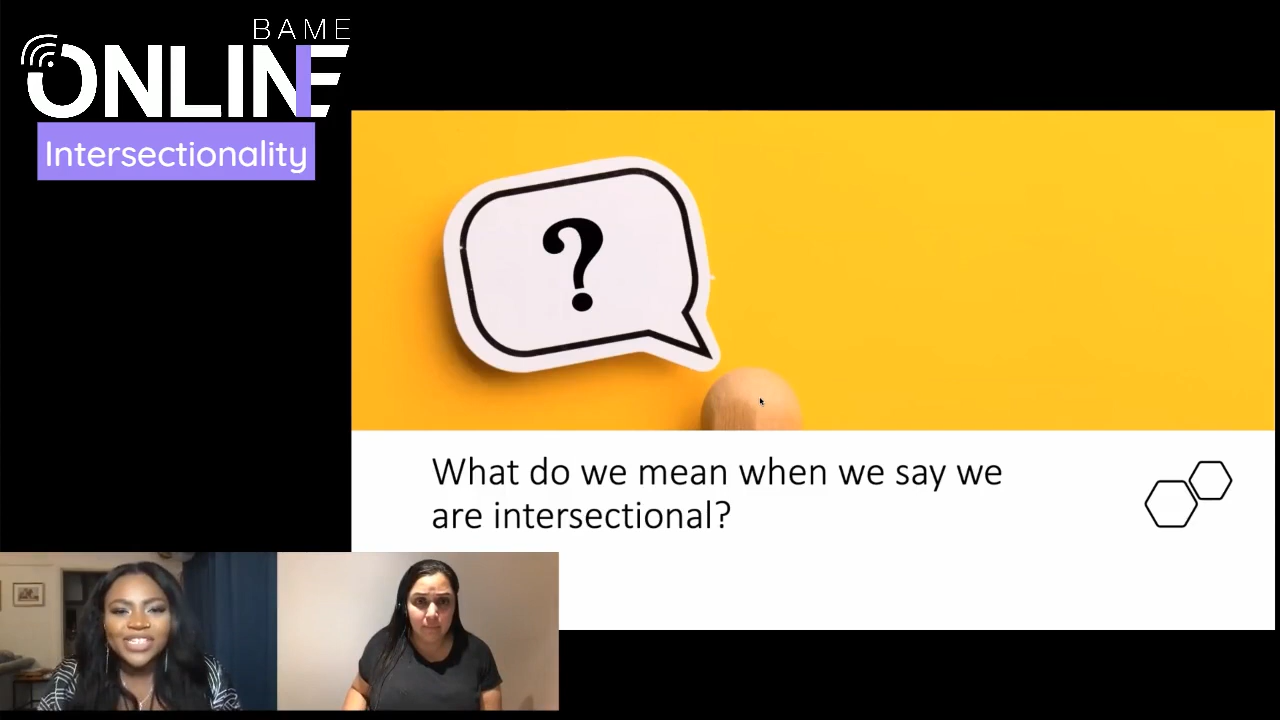 BAME
ONLINE
Intersectionality
?
What do we mean when we say we
are intersectional?